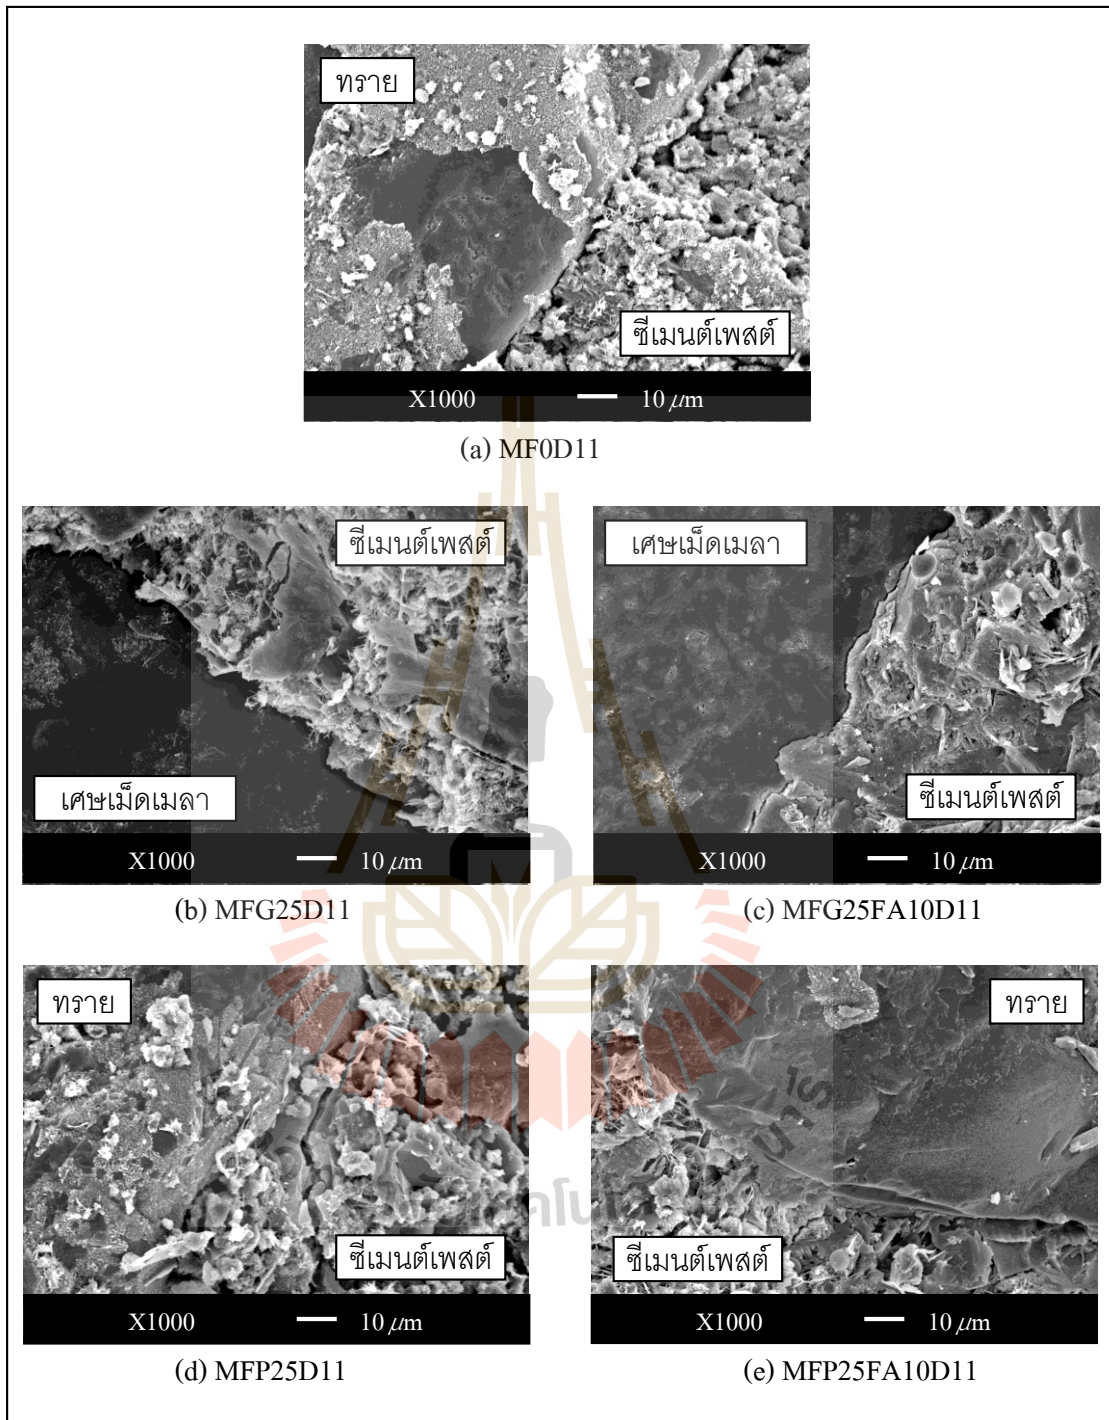 ทราย
ซีเมนต์เพสต์
X1000 10 μm
(a) MF0D11
ซีเมนต์เพสต์
เศษเม็ดเมลา
X1000 10 μm
(b) MFG25D11
เศษเม็ดเมลา
ซีเมนต์เพสต์
X1000 10 μm
(c) MFG25FA10D11
ทราย
ซีเมนต์เพสต์
X1000 10 μm
(d) MFP25D11
ทราย
ซีเมนต์เพสต์
X1000 10 μm
(e) MFP25FA10D11